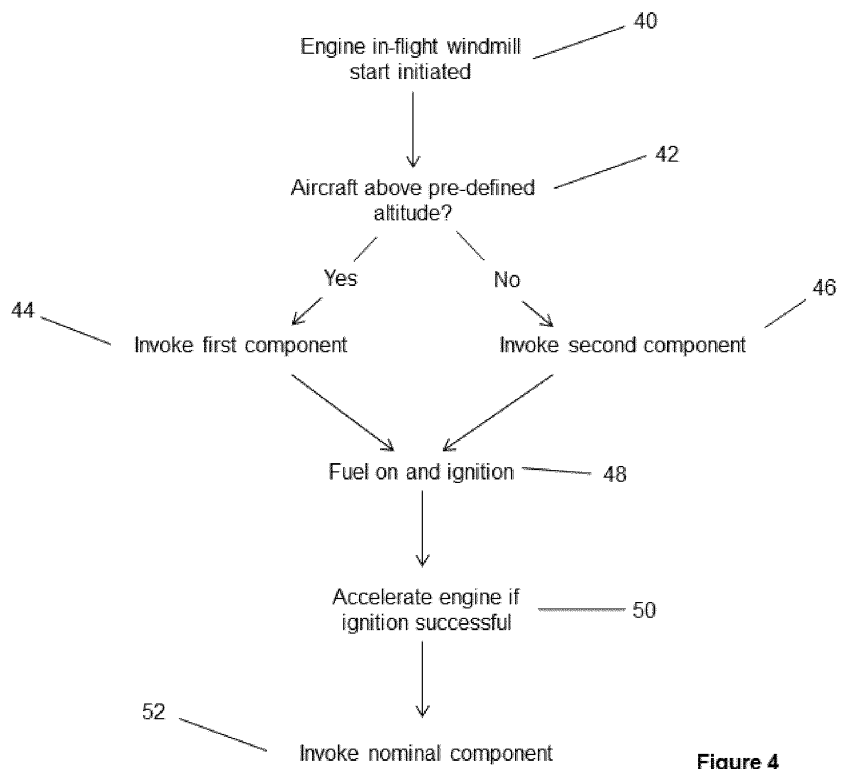 40
Engine in-flight windmill
start initiated
42
Aircraft above pre-defined
altitude?
Yes
No
44
46
Invoke first component
Invoke second component
Fuel on and ignition
48
Accelerate engine if
ignition successful
50
52
Invoke nominal component
Figure 4